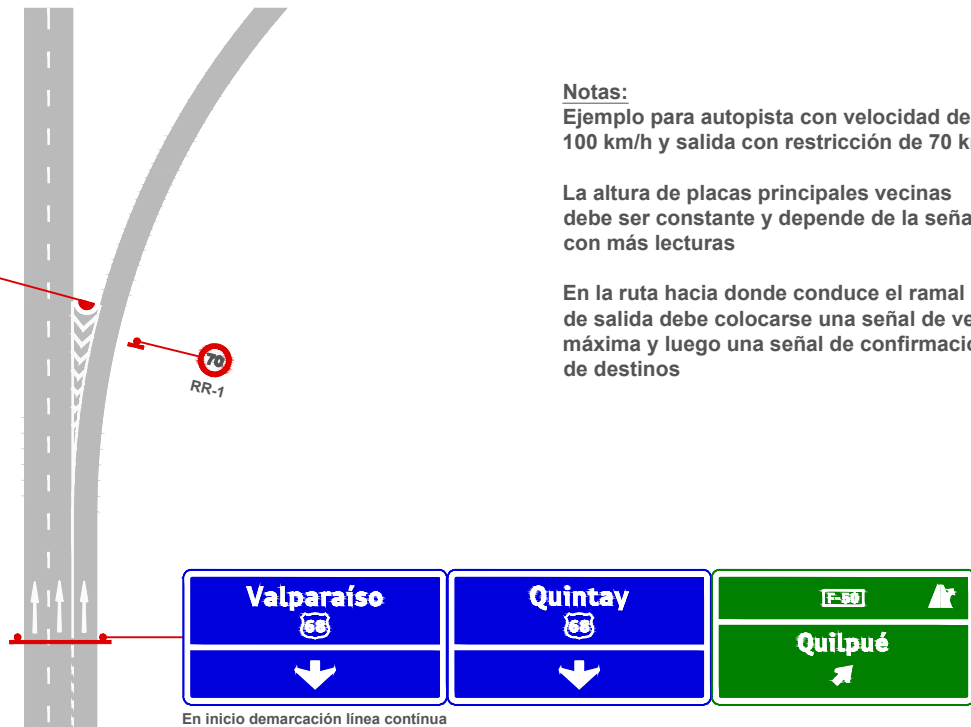 Notas:
Ejemplo para autopista con velocidad de
100 km/h y salida con restricción de 70 k
La altura de placas principales vecinas
debe ser constante y depende de la seña
con más lecturas
En la ruta hacia donde conduce el ramal
de salida debe colocarse una señal de ve
máxima y luego una señal de confirmaci
de destinos
70
RR-1
Valparaíso
68
Quintay
68
F-50
Quilpué
En inicio demarcación línea contínua